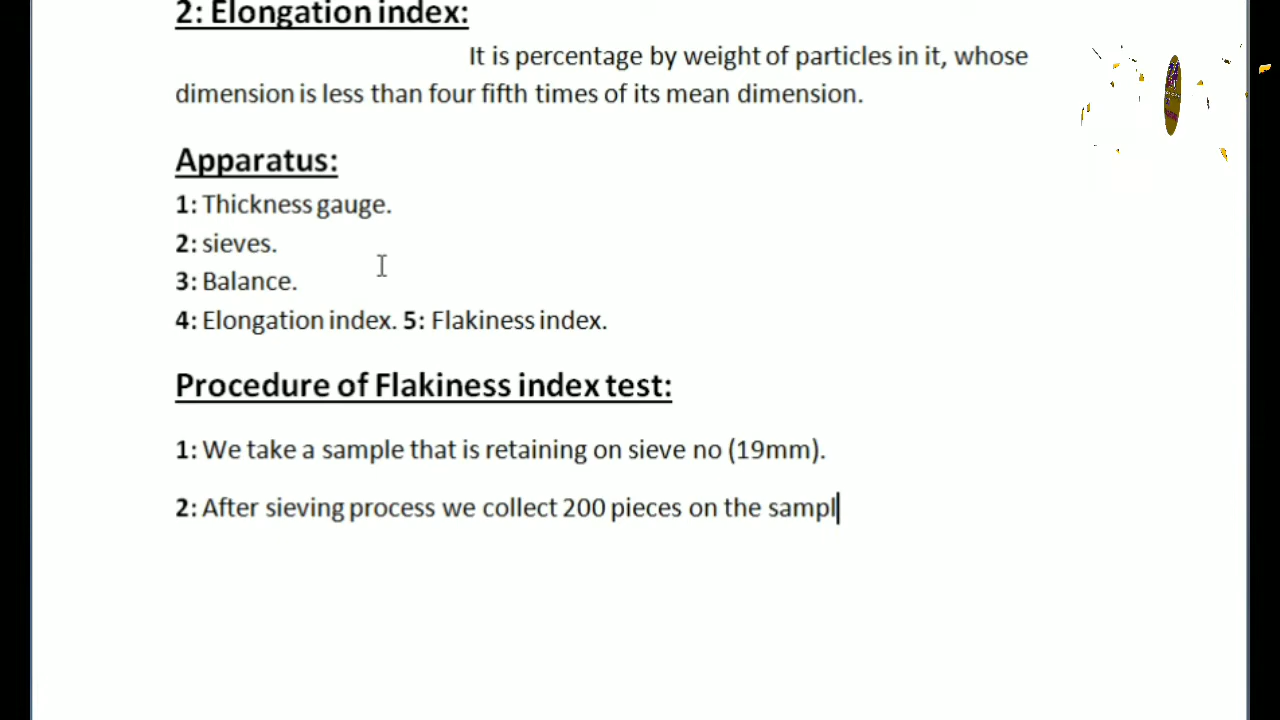 2: Elongation index:
It is percentage by weight of particles in it, whose
dimension is less than four fifth times of its mean dimension.
Apparatus:
1: Thickness gauge.
2: sieves.
3: Balance.
4: Elongation index. 5: Flakiness index.
Procedure of Flakiness index test:
1: We take a sample that is retaining on sieve no (19mm).
2: After sieving process we collect 200 pieces on the sampl